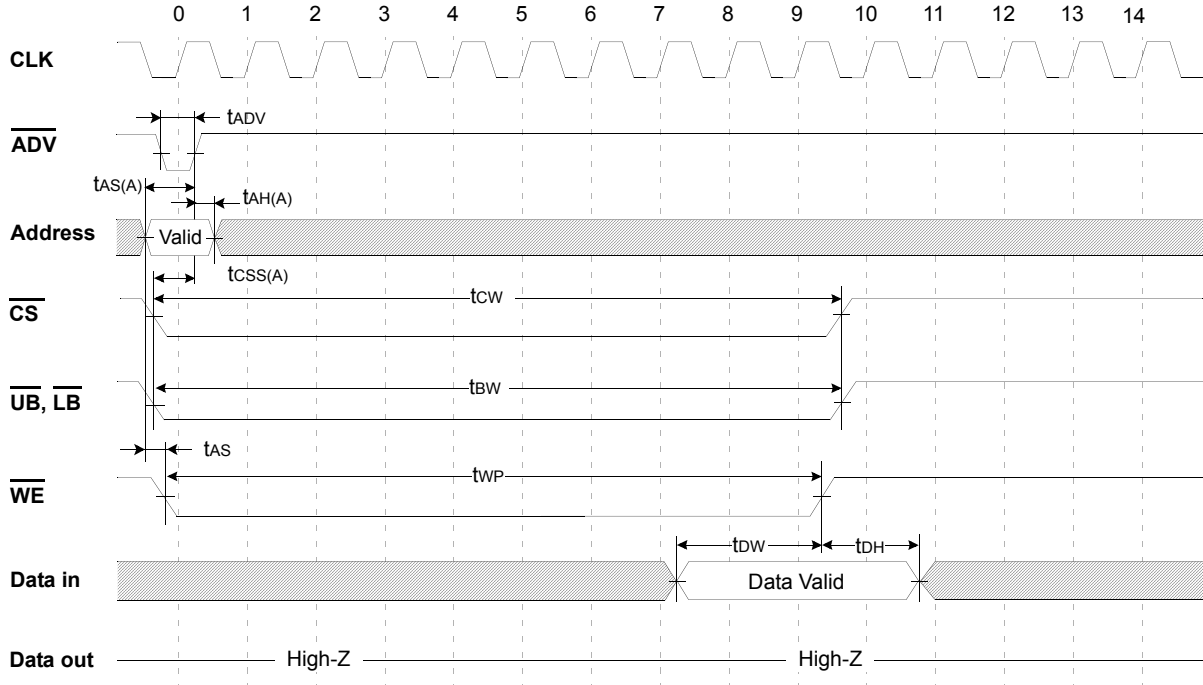 0 1 2 3 4 5 6 7 8 9 10 11 12 13 14
CLK
tADV
ADV
tAS(A)
tAH(A)
Address Valid
tCSS(A)
tCW
CS
tBW
UB, LB
tAS
tWP
WE
tDW tDH
Data in Data Valid
Data out High-Z High-Z